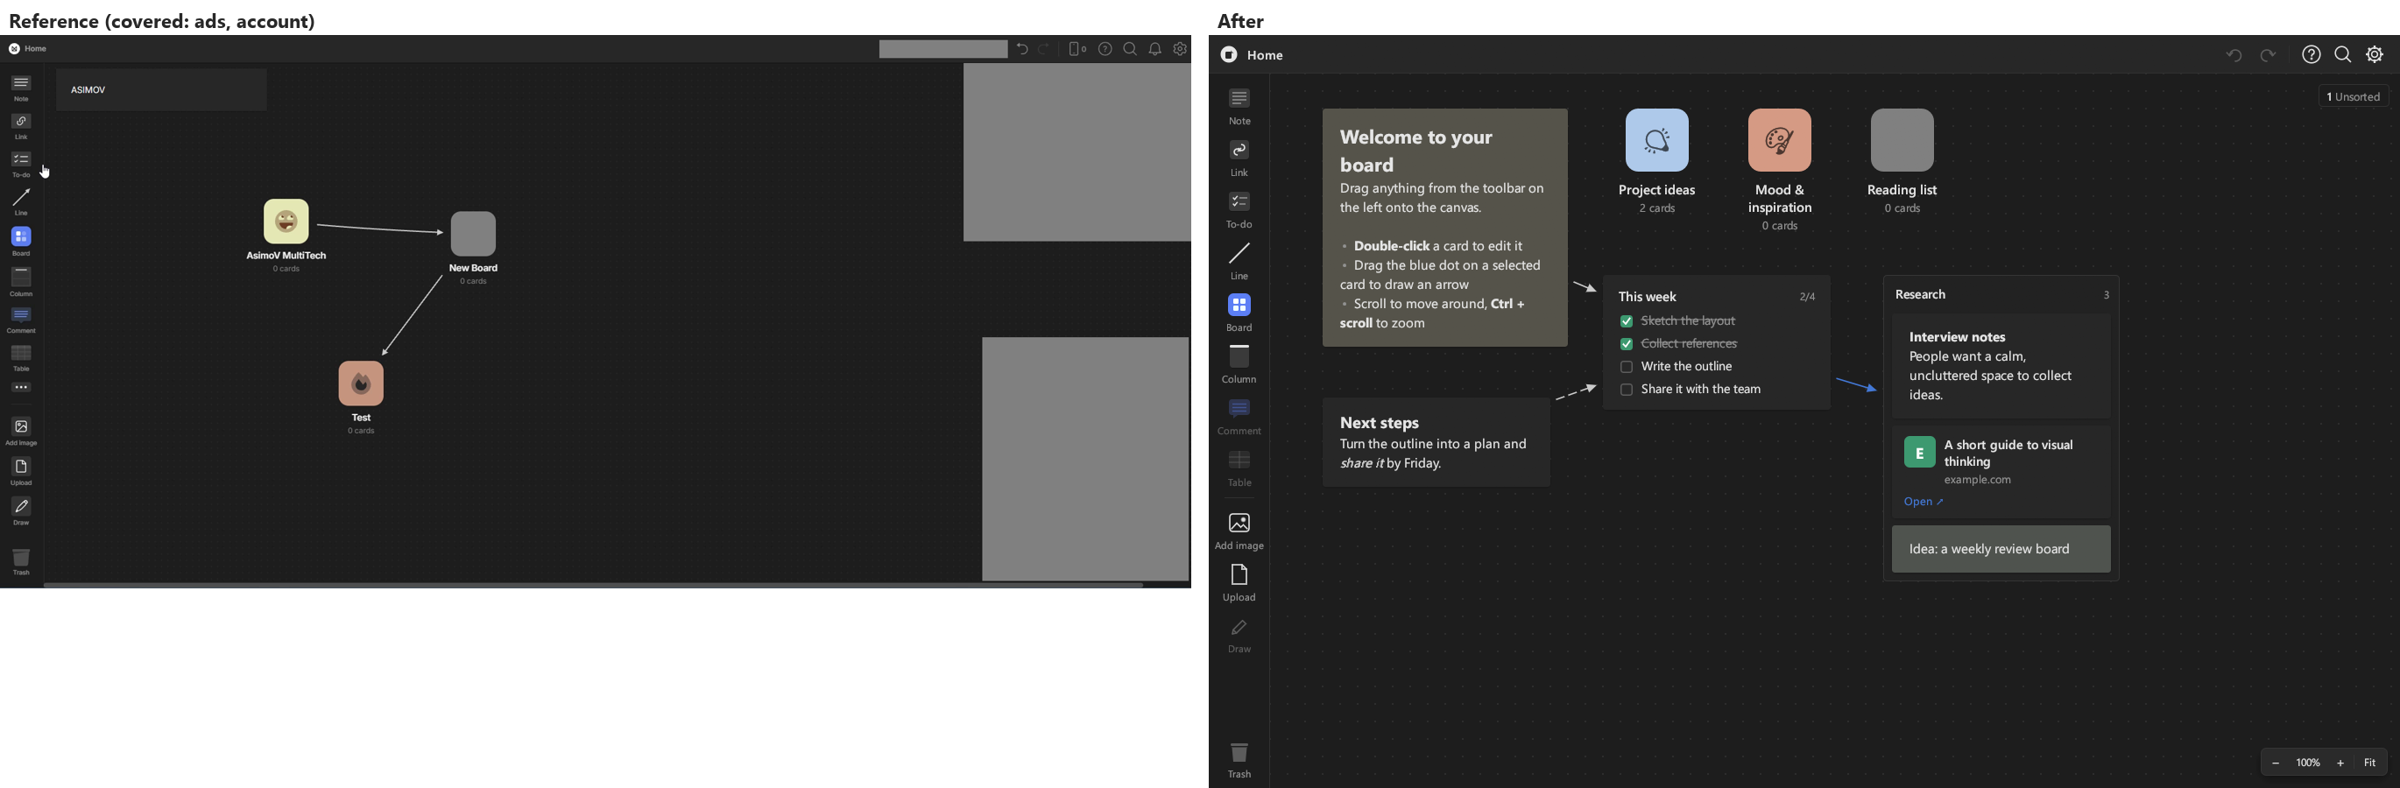 Reference (covered: ads, account)
Home
0
Note
Link
To-do
Line
Board
Column
Comment
Table
Add image
Upload
Draw
Trash
ASIMOV
AsimoV MultiTech
0 cards
New Board
0 cards
Test
0 cards
After
Home
1 Unsorted
Note
Link
To-do
Line
Board
Column
Comment
Table
Add image
Upload
Draw
Trash
Welcome to your
board
Drag anything from the toolbar on
the left onto the canvas.
• Double-click a card to edit it
• Drag the blue dot on a selected
card to draw an arrow
• Scroll to move around, Ctrl +
scroll to zoom
Project ideas
2 cards
Mood &
inspiration
0 cards
Reading list
0 cards
This week 2/4
Sketch the layout
Collect references
Write the outline
Share it with the team
Next steps
Turn the outline into a plan and
share it by Friday.
Research 3
Interview notes
People want a calm,
uncluttered space to collect
ideas.
E
A short guide to visual
thinking
example.com
Open ↗
Idea: a weekly review board
− 100% + Fit